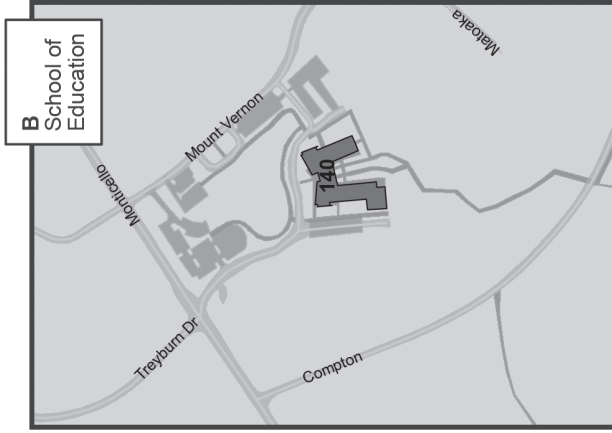 B
School of
Education
Matoaka
Mount Vernon
Monticello
140
Treyburn Dr
Compton